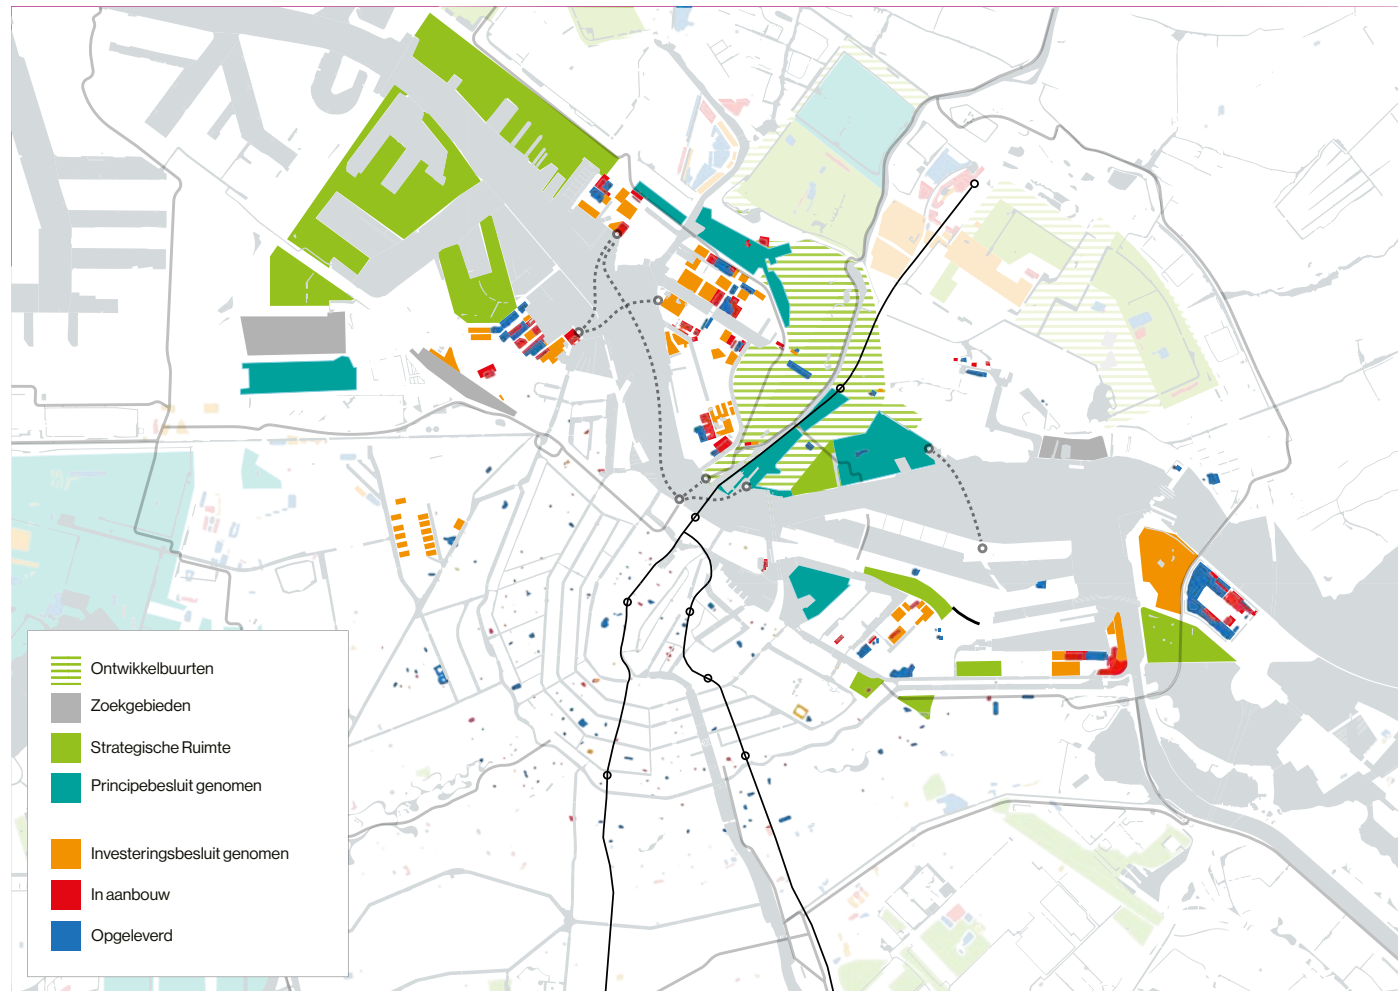 Ontwikkelbuurten
Zoekgebieden
Strategische Ruimte
Principebesluit genomen
Investeringsbesluit genomen
In aanbouw
Opgeleverd